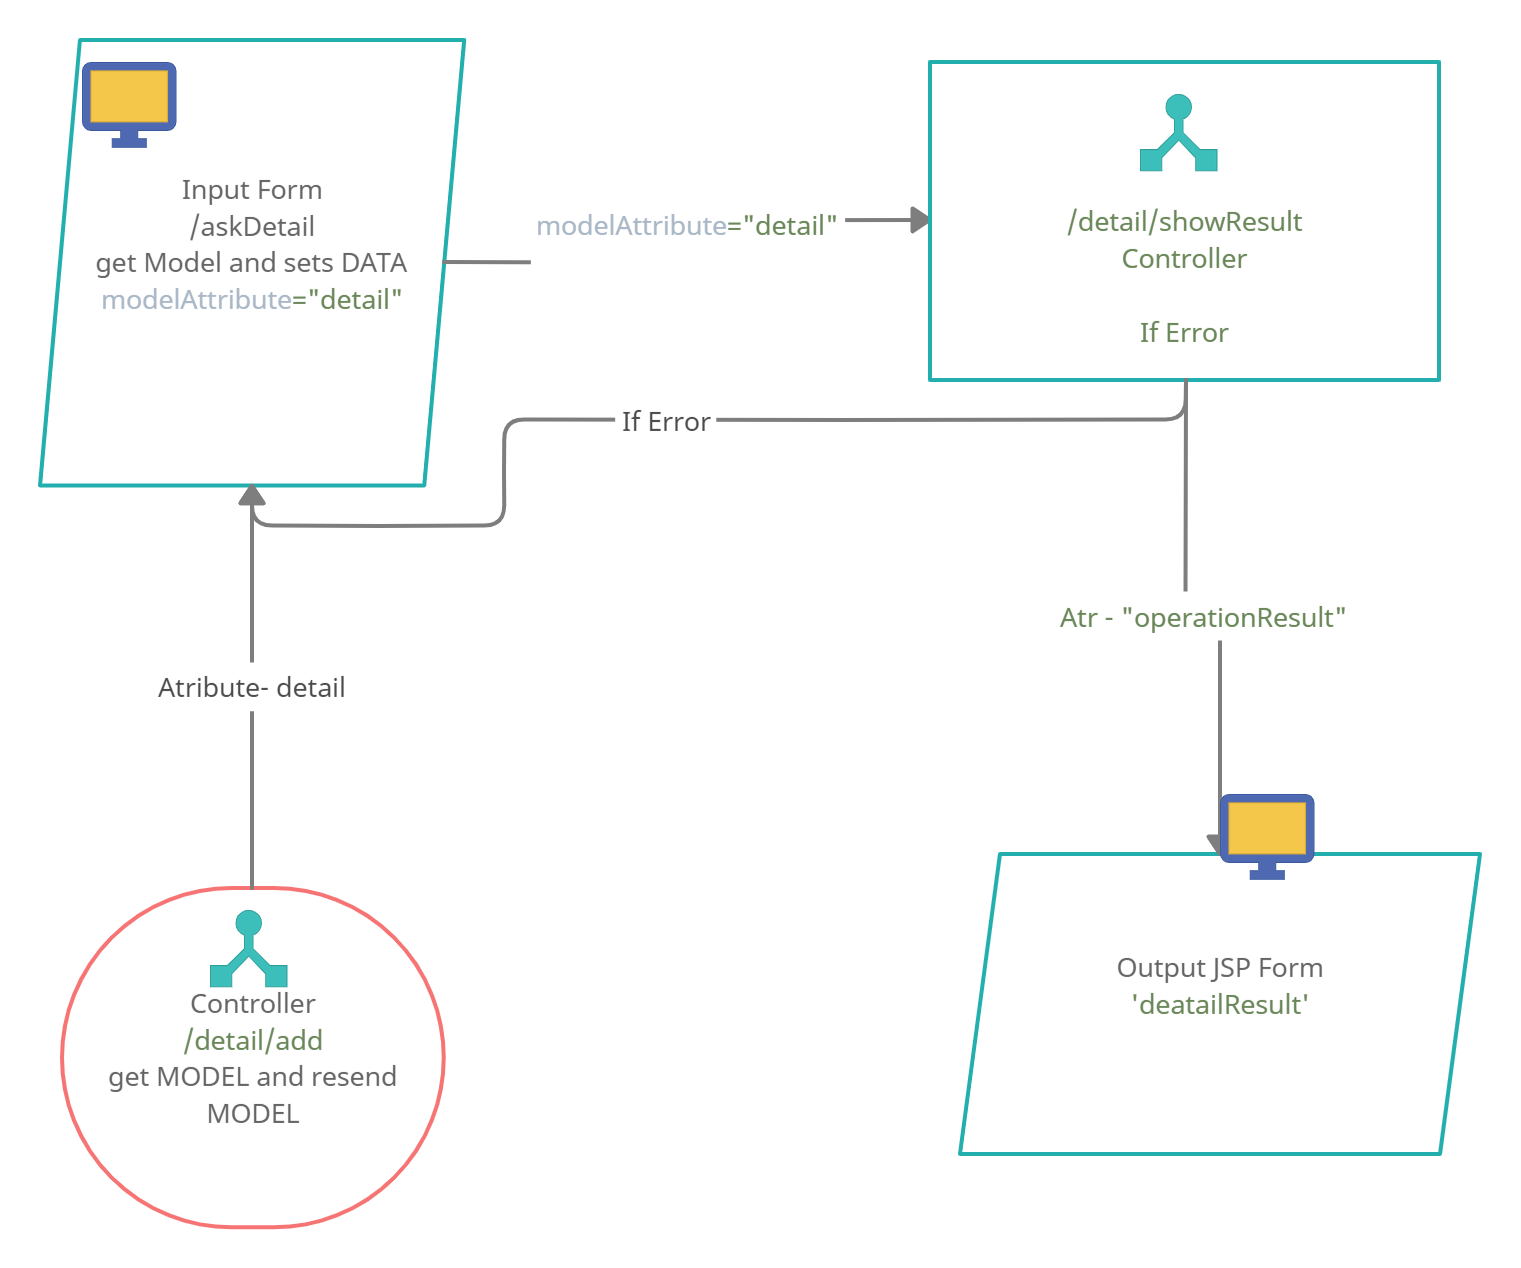 Input Form
/askDetail
get Model and sets DATA
modelAttribute="detail"
modelAttribute="detail"
/detail/showResult
Controller
If Error
If Error
Atr - "operationResult"
Atribute- detail
Controller
/detail/add
get MODEL and resend
MODEL
Output JSP Form
'deatailResult'